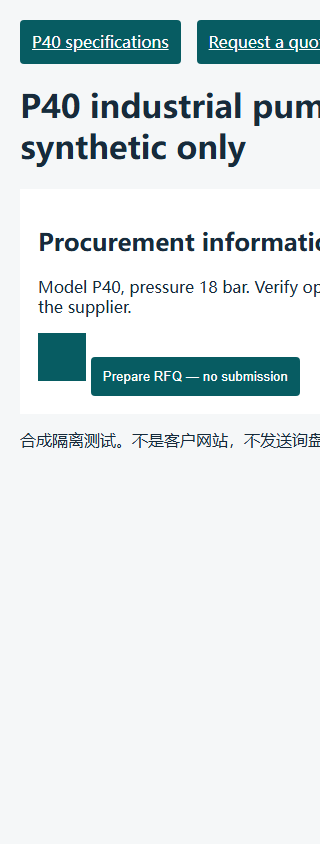 P40 specifications
Request a quo
P40 industrial pum
synthetic only
Procurement informatio
Model P40, pressure 18 bar. Verify op
the supplier.
Prepare RFQ — no submission
合成隔离测试。不是客户网站，不发送询盘